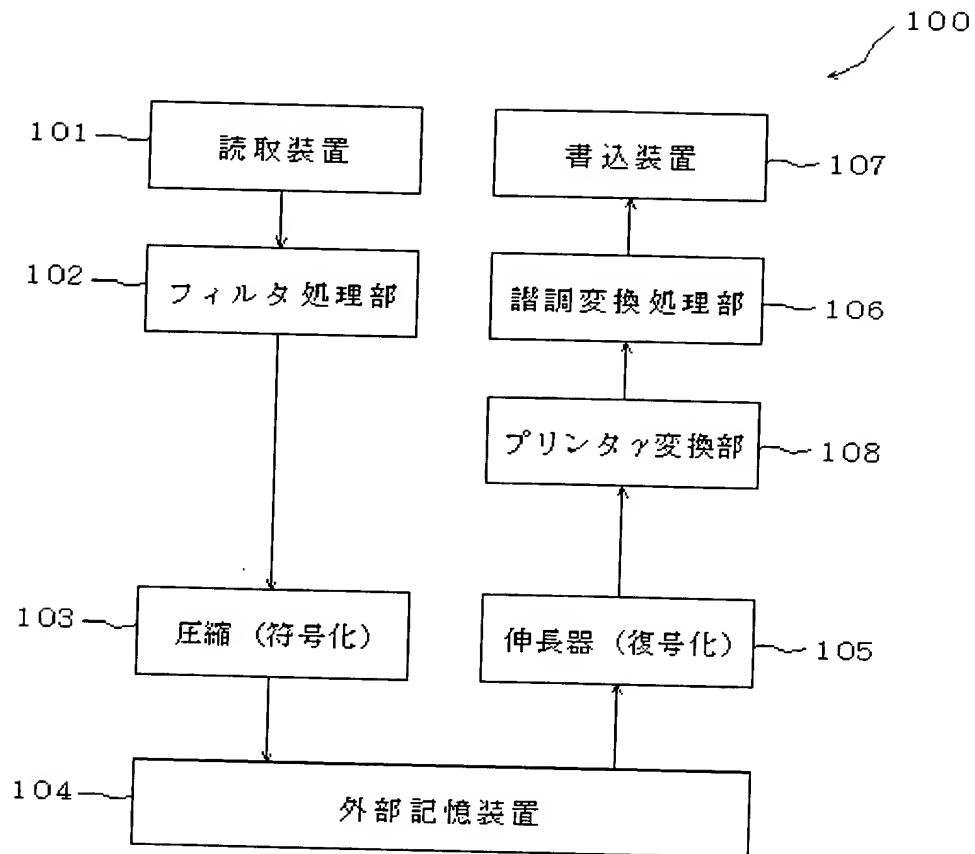 100
101
読取装置
書込装置
107
102
フィルタ処理部
諧調変換処理部
106
プリンタγ変換部
108
103
圧縮（符号化）
伸長器（復号化）
105
104
外部記憶装置